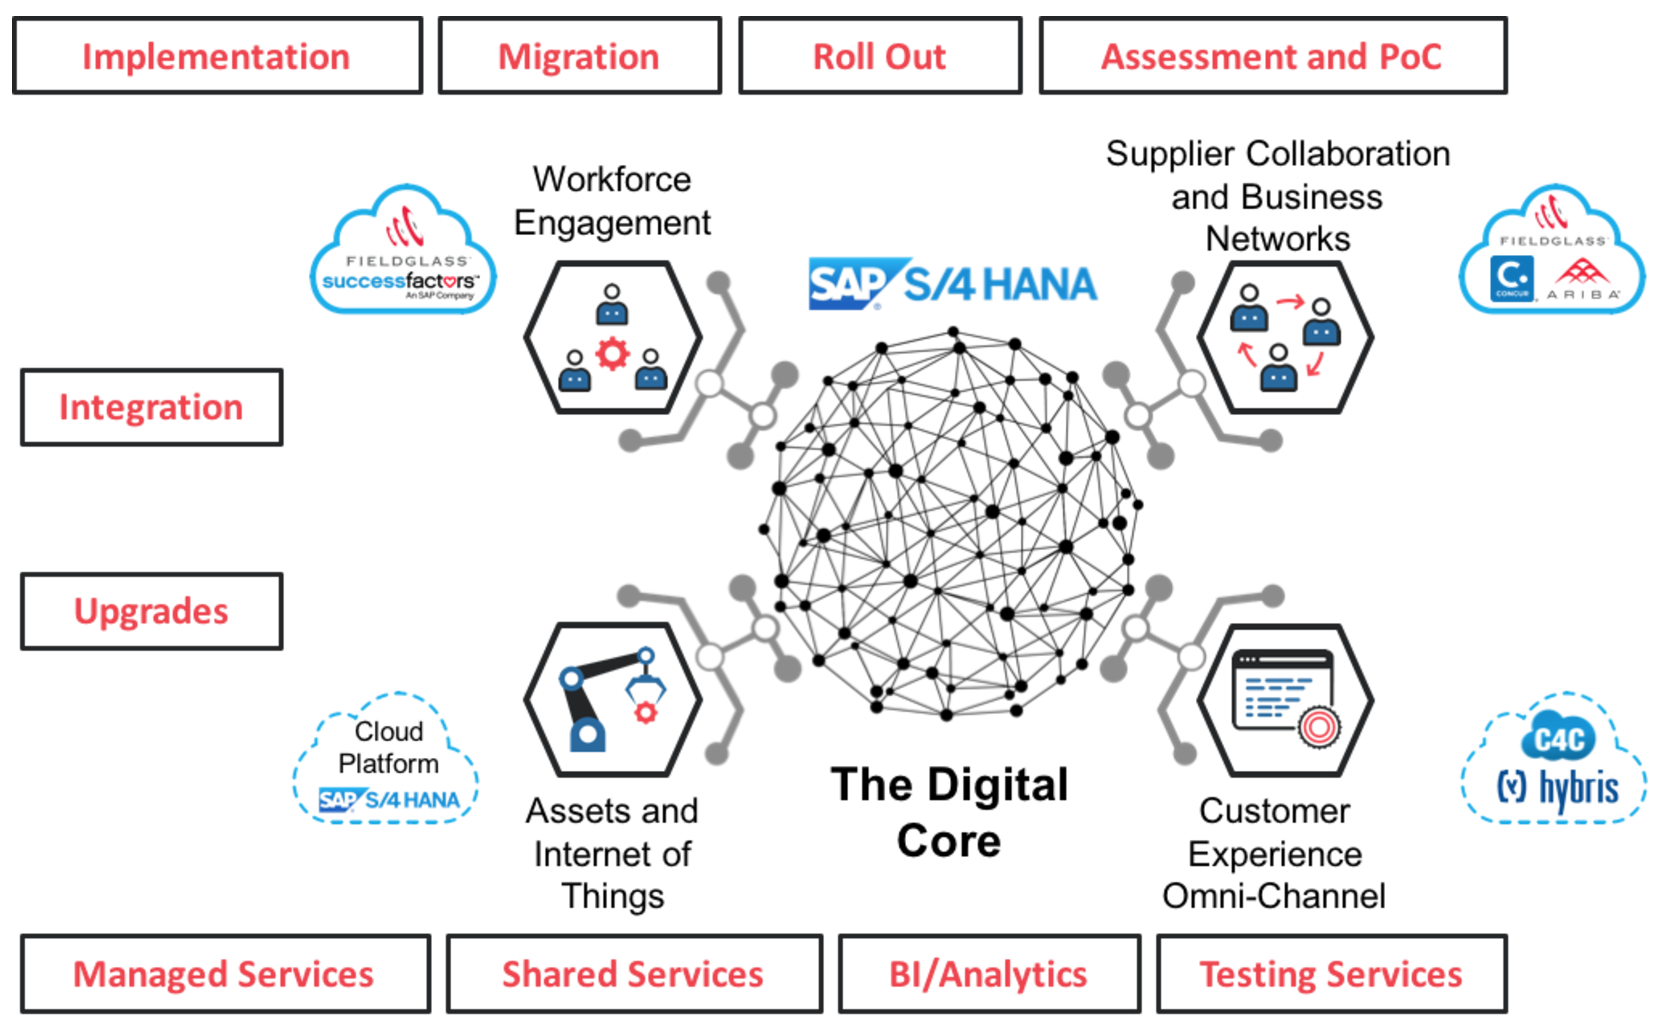 Implementation
Migration
Roll Out
Assessment and PoC
Workforce
Engagement
Supplier Collaboration
and Business
Networks
FIELDGLASS
successfactors™
An SAP Company
SAP S/4 HANA
FIELDGLASS
C.
CONCUR
ARIBA
Integration
Upgrades
Cloud
Platform
SAP S/4 HANA
The Digital
Core
C4C
hybris
Assets and
Internet of
Things
Customer
Experience
Omni-Channel
Managed Services
Shared Services
BI/Analytics
Testing Services